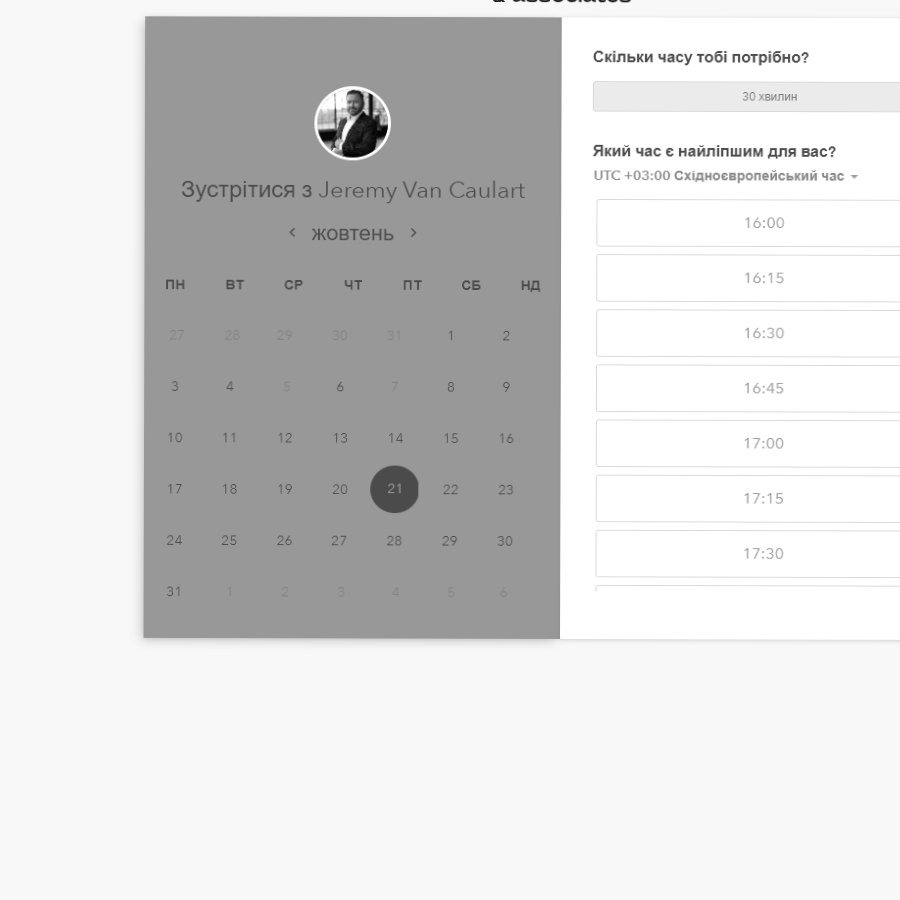 & associates
Зустрітися з Jeremy Van Caulart
жовтень
ПН ВТ СР ЧТ ПТ СБ НД
27 28 29 30 31 1 2
3 4 5 6 7 8 9
10 11 12 13 14 15 16
17 18 19 20 21 22 23
24 25 26 27 28 29 30
31 1 2 3 4 5 6
Скільки часу тобі потрібно?
30 хвилин
Який час є найліпшим для вас?
UTC +03:00 Східноєвропейський час
16:00
16:15
16:30
16:45
17:00
17:15
17:30